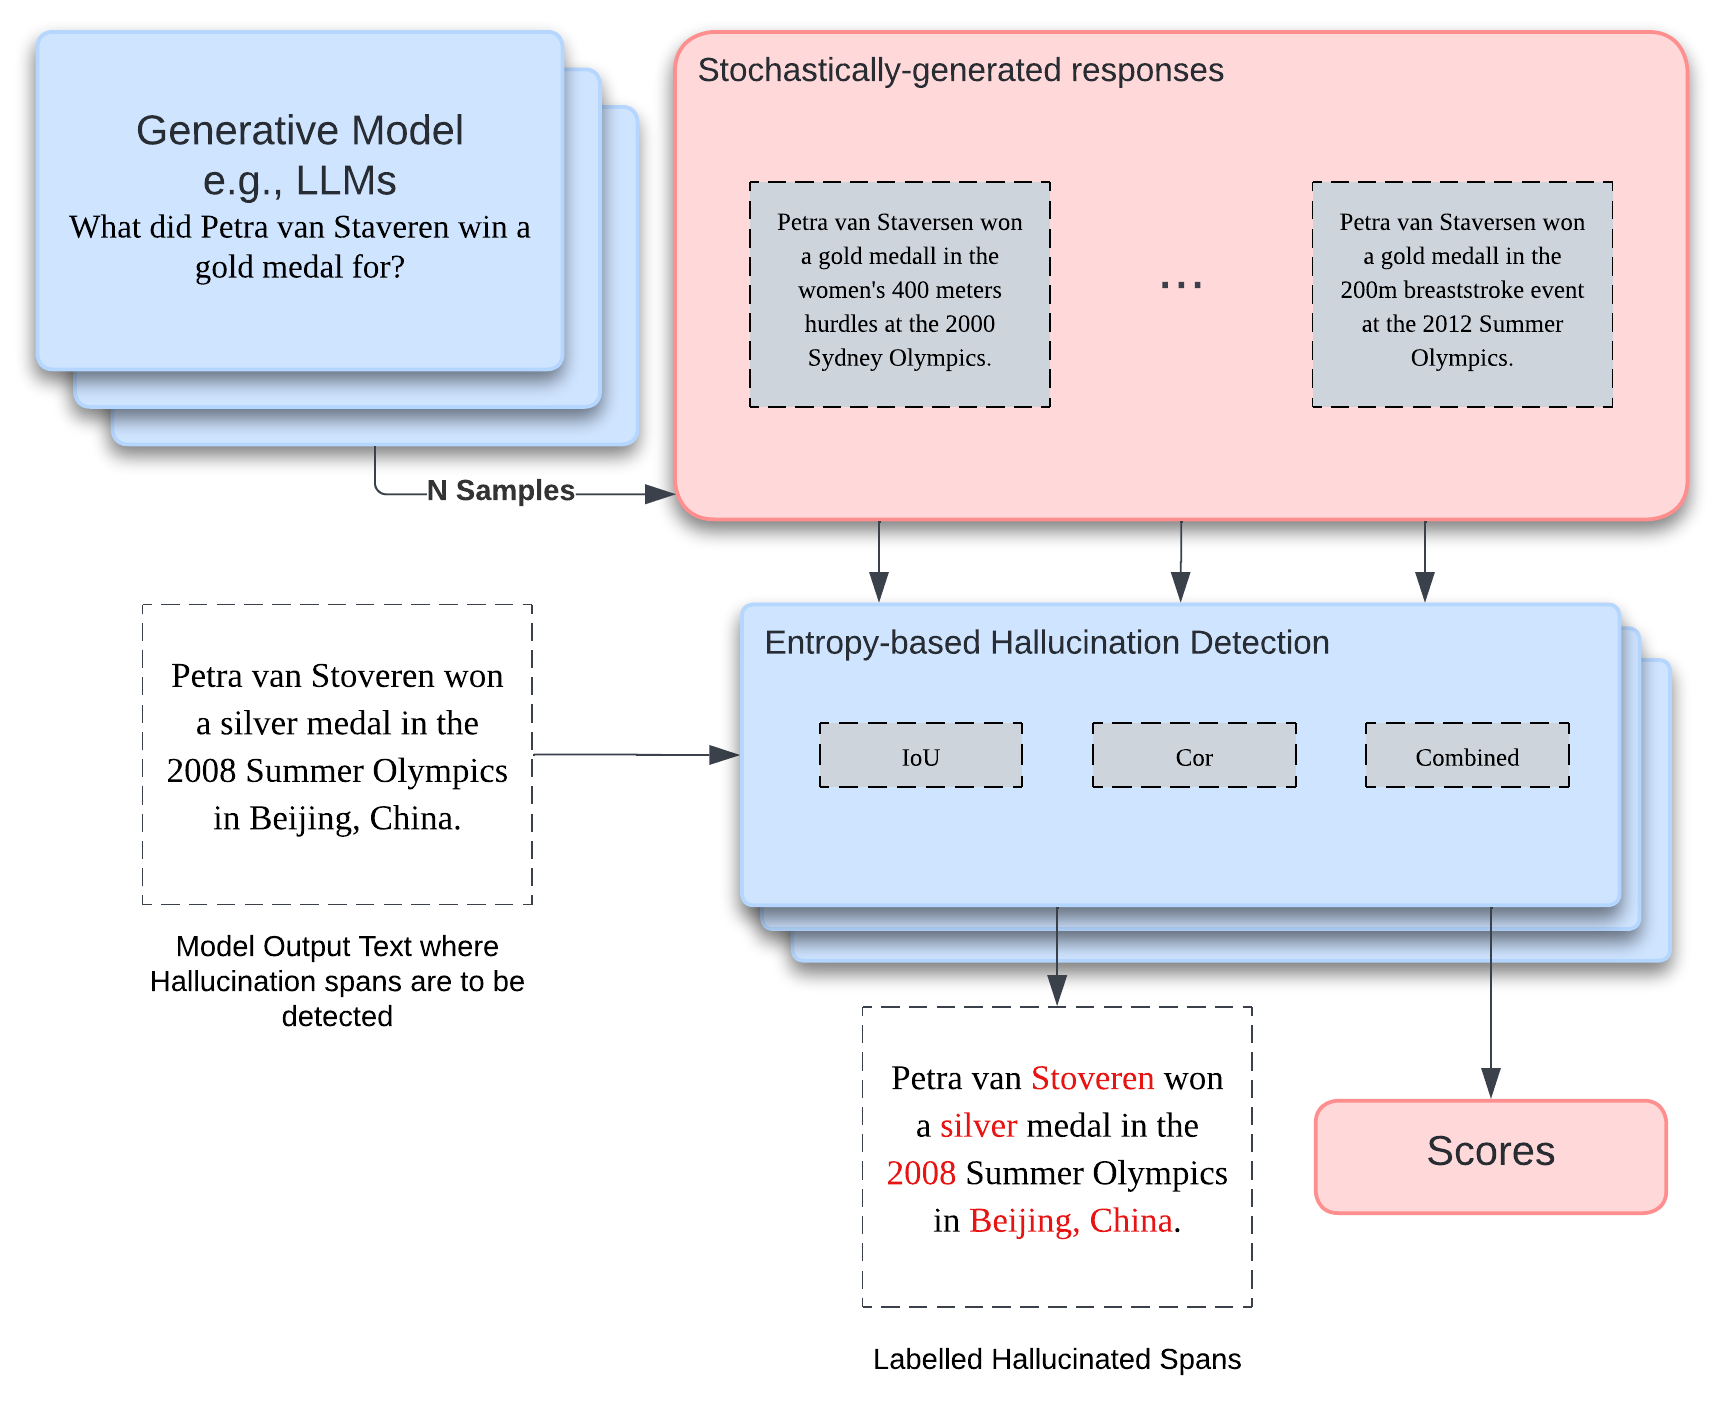 Generative Model
e.g., LLMs
What did Petra van Staveren win a
gold medal for?
Stochastically-generated responses
Petra van Staversen won
a gold medall in the
women's 400 meters
hurdles at the 2000
Sydney Olympics.
...
Petra van Staversen won
a gold medall in the
200m breaststroke event
at the 2012 Summer
Olympics.
N Samples
Petra van Stoveren won
a silver medal in the
2008 Summer Olympics
in Beijing, China.
Model Output Text where
Hallucination spans are to be
detected
Entropy-based Hallucination Detection
IoU
Cor
Combined
Petra van Stoveren won
a silver medal in the
2008 Summer Olympics
in Beijing, China.
Labelled Hallucinated Spans
Scores